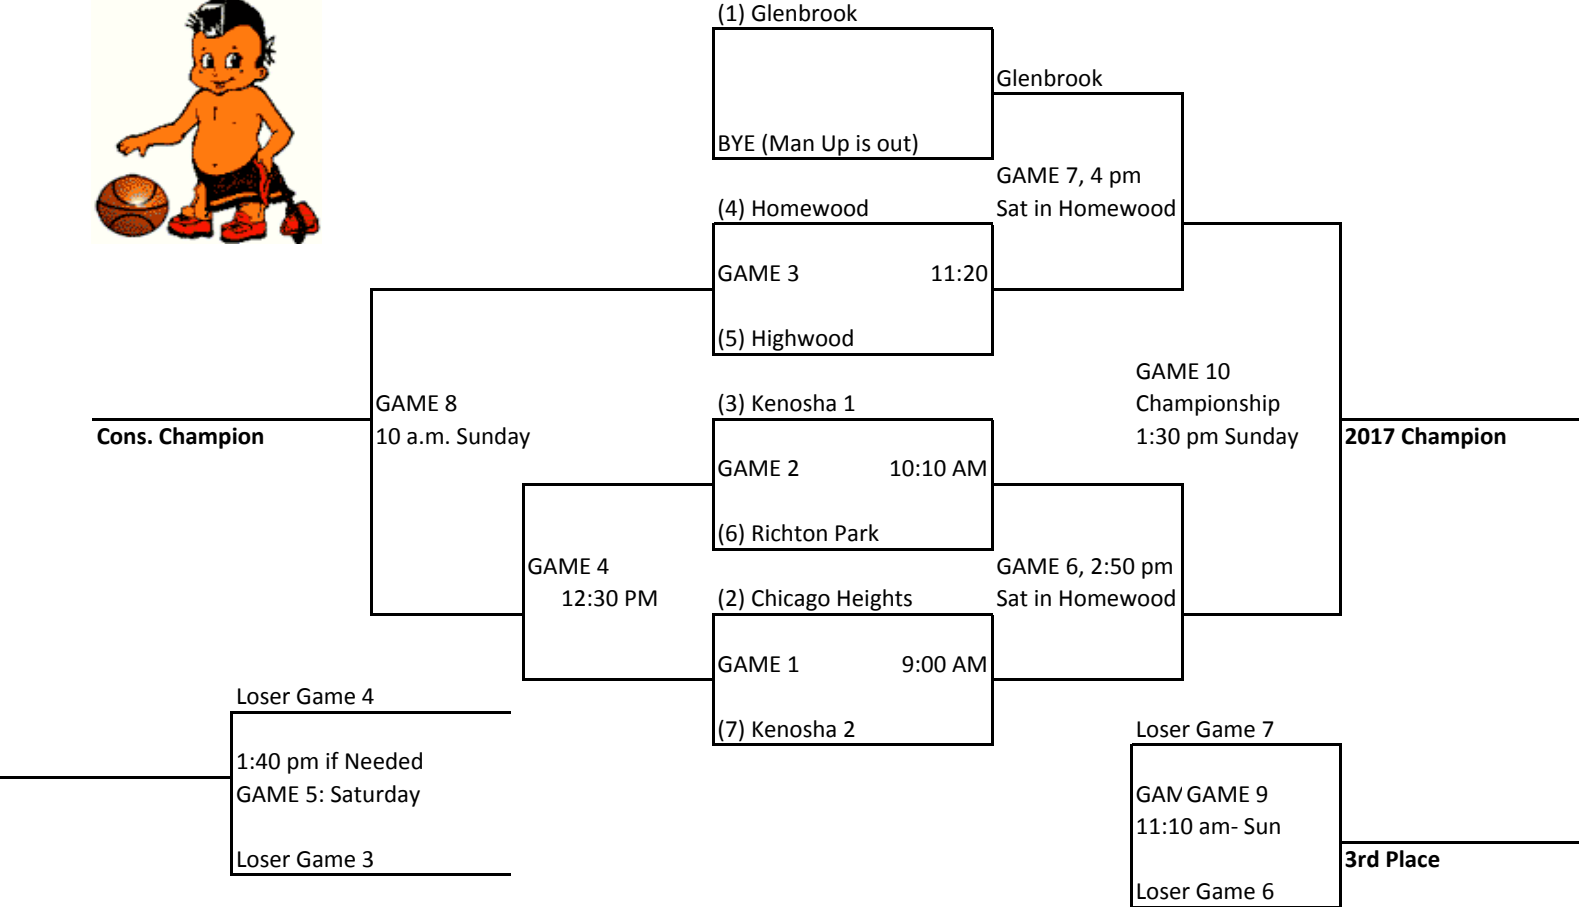 (1) Glenbrook
Glenbrook
BYE (Man Up is out)
GAME 7, 4 pm
Sat in Homewood
(4) Homewood
GAME 3 11:20
(5) Highwood
GAME 10
Championship
1:30 pm Sunday
2017 Champion
GAME 8
10 a.m. Sunday
Cons. Champion
(3) Kenosha 1
GAME 2 10:10 AM
(6) Richton Park
GAME 4
12:30 PM
GAME 6, 2:50 pm
Sat in Homewood
(2) Chicago Heights
GAME 1 9:00 AM
(7) Kenosha 2
Loser Game 4
1:40 pm if Needed
GAME 5: Saturday
Loser Game 3
Loser Game 7
GAM GAME 9
11:10 am- Sun
3rd Place
Loser Game 6